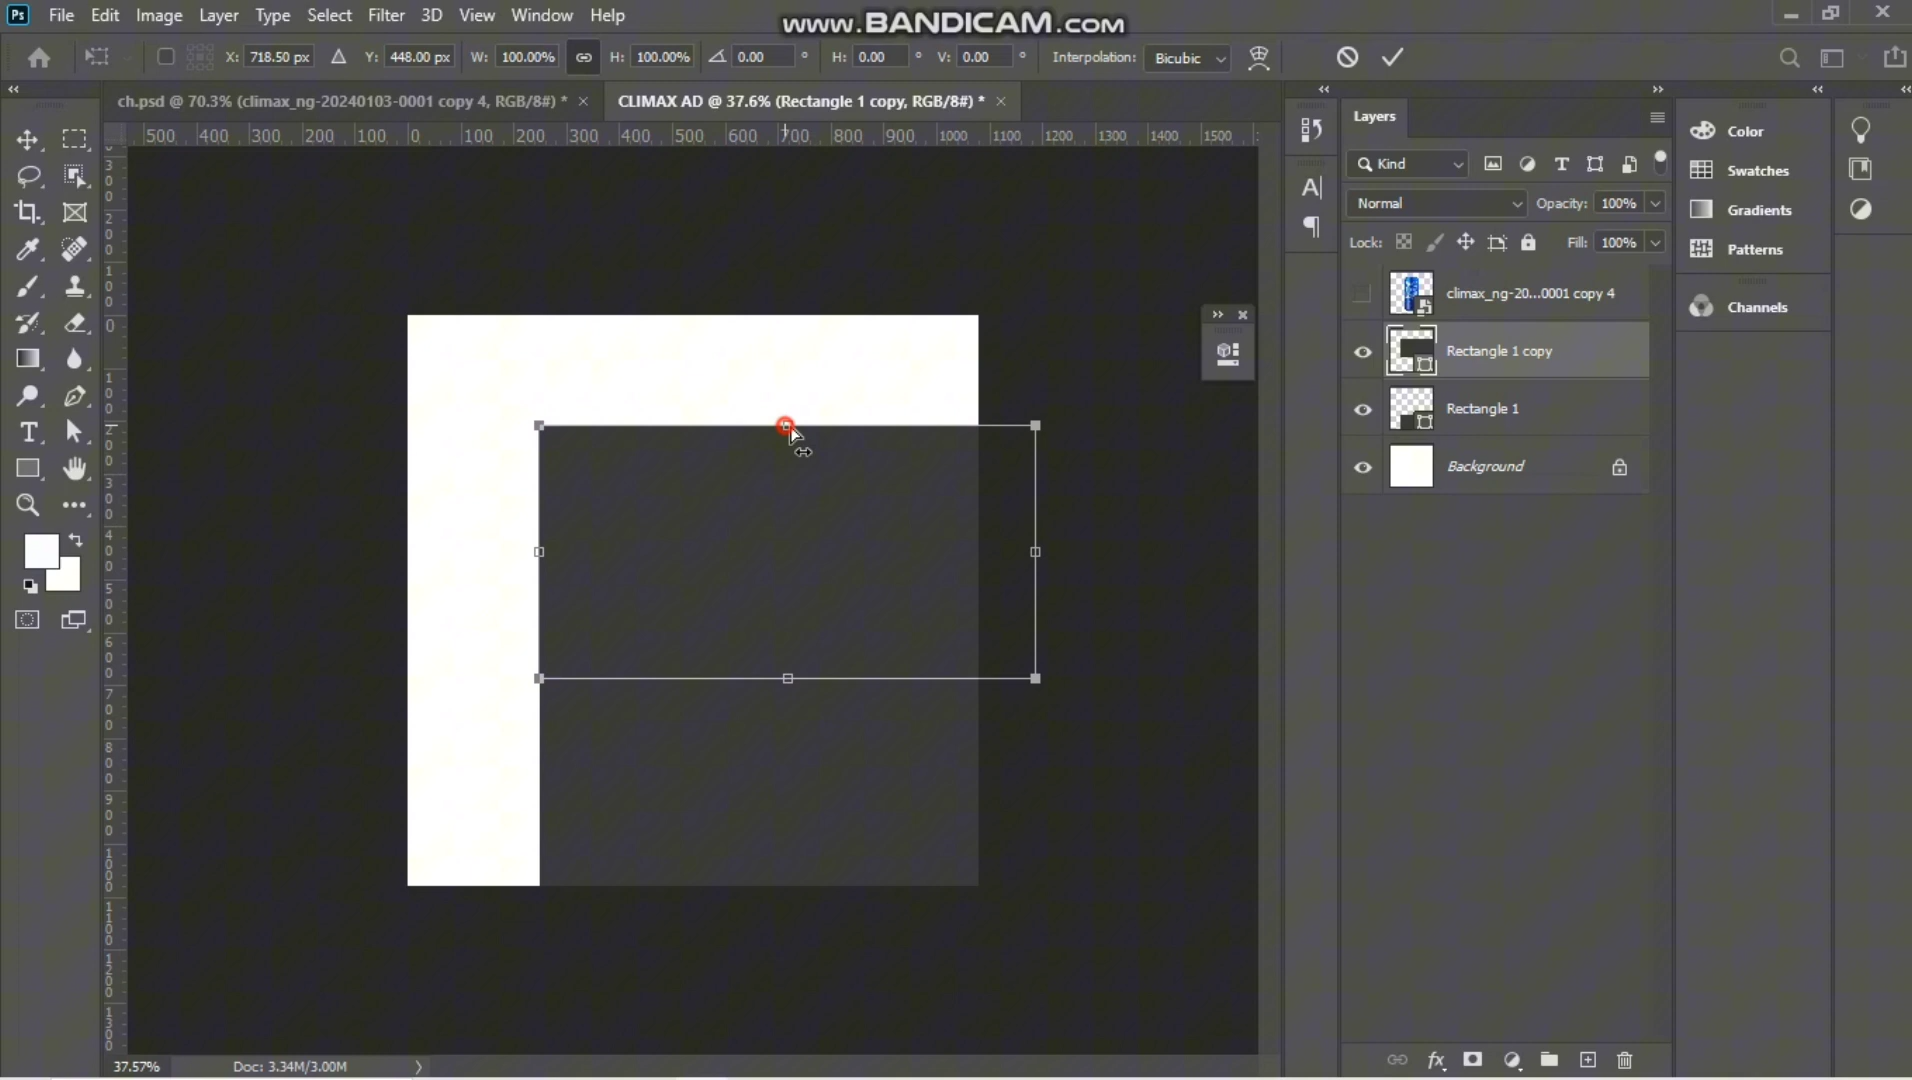 File Edit Image Layer Type Select Filter 3D View Window Help
www.BANDICAM.com
X: 718.50 px Y: 448.00 px W: 100.00% H: 100.00% 0.00 ° H: 0.00 ° V: 0.00 ° Interpolation: Bicubic
ch.psd @ 70.3% (climax_ng-20240103-0001 copy 4, RGB/8#) * CLIMAX AD @ 37.6% (Rectangle 1 copy, RGB/8#) *
500 400 300 200 100 0 100 200 300 400 500 600 700 800 900 1000 1100 1200 1300 1400 1500
Layers
Kind
Normal Opacity: 100%
Lock: Fill: 100%
climax_ng-20...0001 copy 4
Rectangle 1 copy
Rectangle 1
Background
Color
Swatches
Gradients
Patterns
Channels
37.57% Doc: 3.34M/3.00M